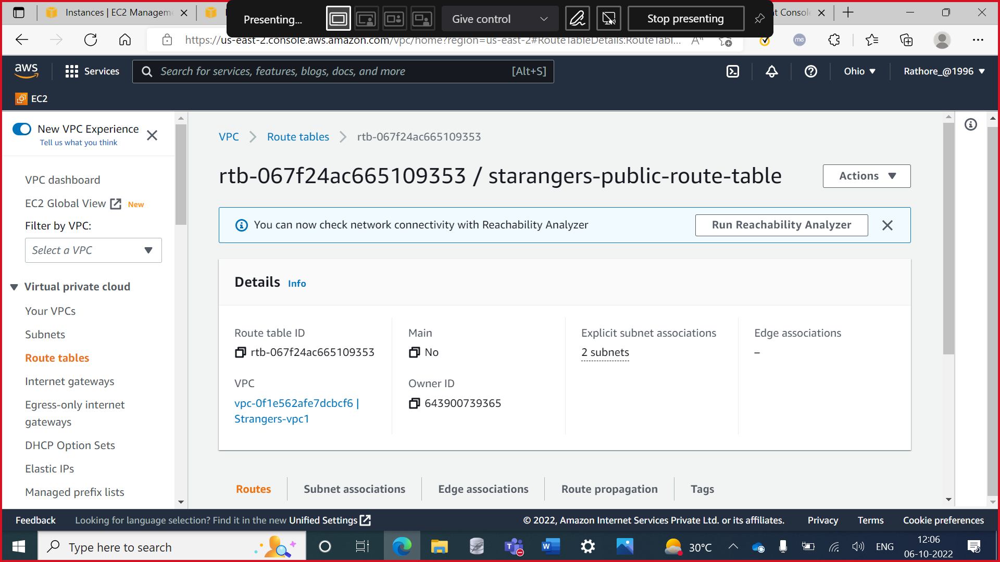 Instances | EC2 Managem
Presenting...
Give control
Stop presenting
nt Console
https://us-east-2.console.aws.amazon.com/vpc/home?region=us-east-2#RouteTableDetails:RouteTabl...
me
aws
Services
Search for services, features, blogs, docs, and more
[Alt+S]
Ohio
Rathore_@1996
EC2
New VPC Experience
Tell us what you think
VPC dashboard
EC2 Global View New
Filter by VPC:
Select a VPC
Virtual private cloud
Your VPCs
Subnets
Route tables
Internet gateways
Egress-only internet
gateways
DHCP Option Sets
Elastic IPs
Managed prefix lists
VPC
Route tables
rtb-067f24ac665109353
rtb-067f24ac665109353 / starangers-public-route-table
Actions
You can now check network connectivity with Reachability Analyzer
Run Reachability Analyzer
Details Info
Route table ID
rtb-067f24ac665109353
Main
No
Explicit subnet associations
2 subnets
Edge associations
–
VPC
vpc-0f1e562afe7dcbcf6 |
Strangers-vpc1
Owner ID
643900739365
Routes
Subnet associations
Edge associations
Route propagation
Tags
Feedback
Looking for language selection? Find it in the new Unified Settings
© 2022, Amazon Internet Services Private Ltd. or its affiliates.
Privacy
Terms
Cookie preferences
Type here to search
30°C
ENG
12:06
06-10-2022